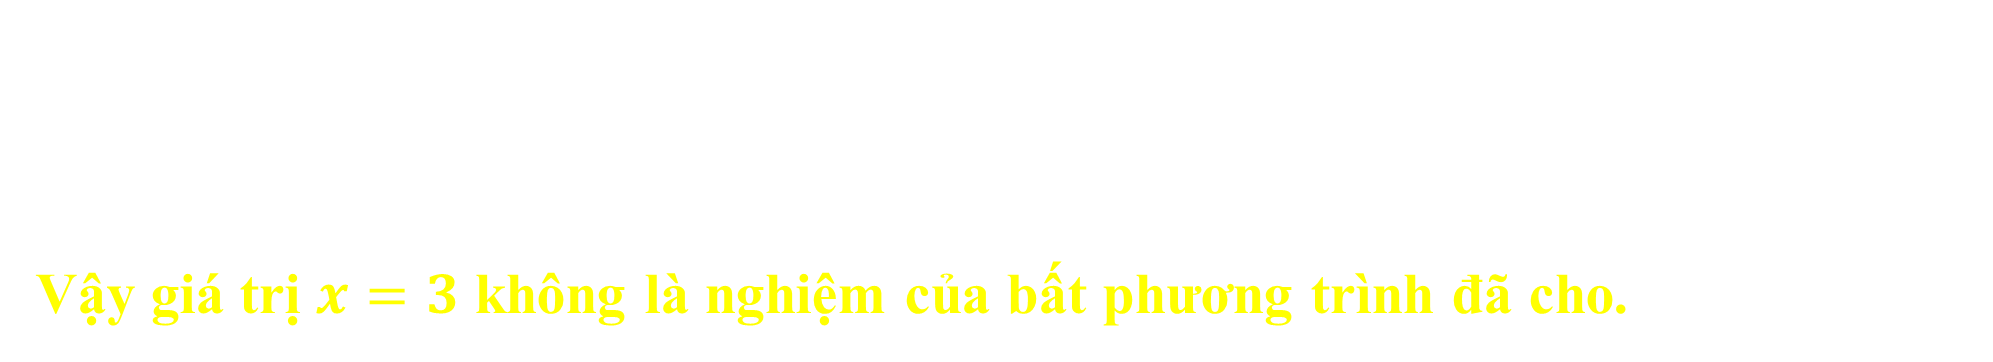 Vậy giá trị 𝒙 = 𝟑 không là nghiệm của bất phương trình đã cho.